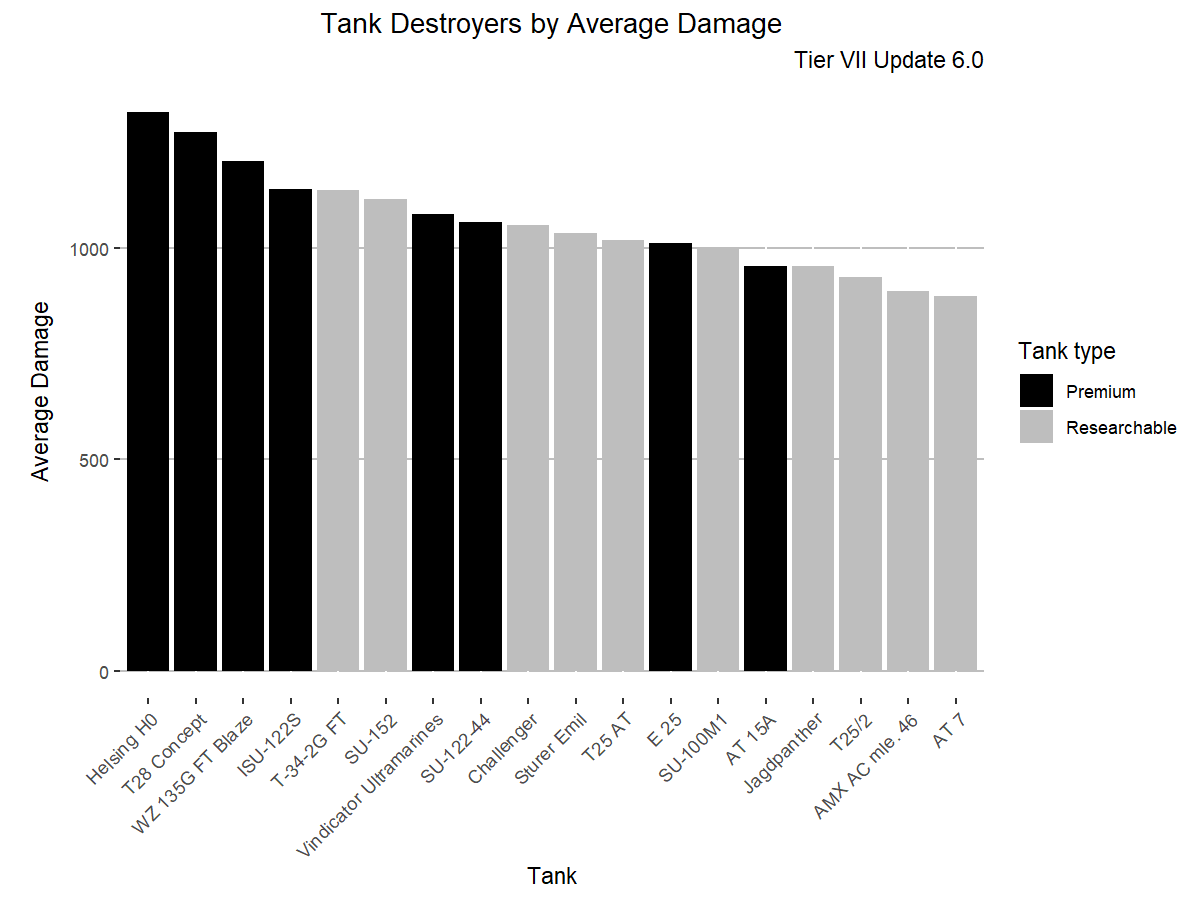 Tank Destroyers by Average Damage
Tier VII Update 6.0
Average Damage
1000
500
0
Helsing H0
T28 Concept
WZ 135G FT Blaze
ISU-122S
T-34-2G FT
SU-152
Vindicator Ultramarines
SU-122-44
Challenger
Sturer Emil
T25 AT
E 25
SU-100M1
AT 15A
Jagdpanther
T25/2
AMX AC mle. 46
AT 7
Tank
Tank type
Premium
Researchable